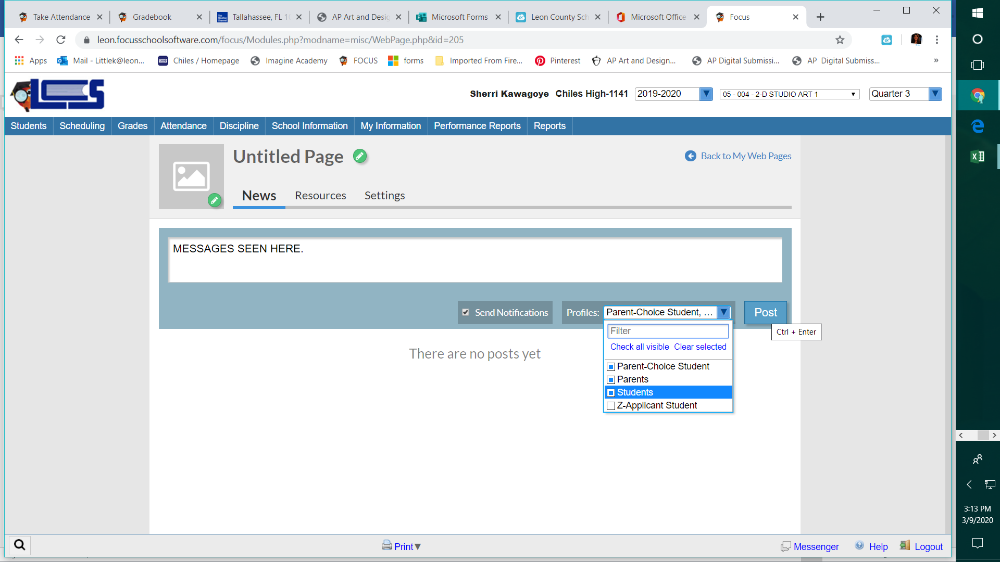 Take Attendance
Gradebook
Tallahassee, FL
AP Art and Desig
Microsoft Forms
Leon County Sch
Microsoft Office
Focus
leon.focusschoolsoftware.com/focus/Modules.php?modname=misc/WebPage.php&id=205
Apps
Mail - Littlek@leon...
Chiles / Homepage
Imagine Academy
FOCUS
forms
Imported From Fire...
Pinterest
AP Art and Design...
AP Digital Submissi...
AP Digital Submiss...
»
LCS
Sherri Kawagoye Chiles High-1141
2019-2020
05 - 004 - 2-D STUDIO ART 1
Quarter 3
Students
Scheduling
Grades
Attendance
Discipline
School Information
My Information
Performance Reports
Reports
Untitled Page
Back to My Web Pages
News
Resources
Settings
MESSAGES SEEN HERE.
Send Notifications
Profiles:
Parent-Choice Student, ...
Post
Ctrl + Enter
Filter
Check all visible Clear selected
There are no posts yet
Parent-Choice Student
Parents
Students
Z-Applicant Student
3:13 PM
3/9/2020
Print
Messenger
Help
Logout